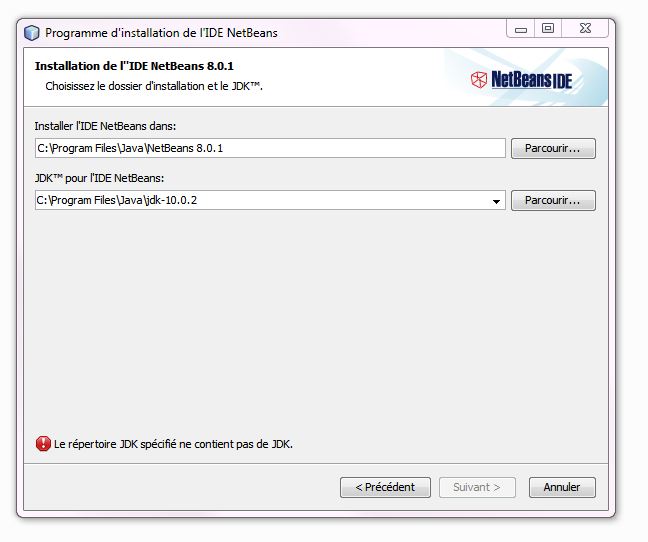 Programme d'installation de l'IDE NetBeans
Installation de l''IDE NetBeans 8.0.1
Choisissez le dossier d'installation et le JDK™.
NetBeans IDE
Installer l'IDE NetBeans dans:
C:\Program Files\Java\NetBeans 8.0.1 Parcourir...
JDK™ pour l'IDE NetBeans:
C:\Program Files\Java\jdk-10.0.2 Parcourir...
Le répertoire JDK spécifié ne contient pas de JDK.
< Précédent Suivant > Annuler